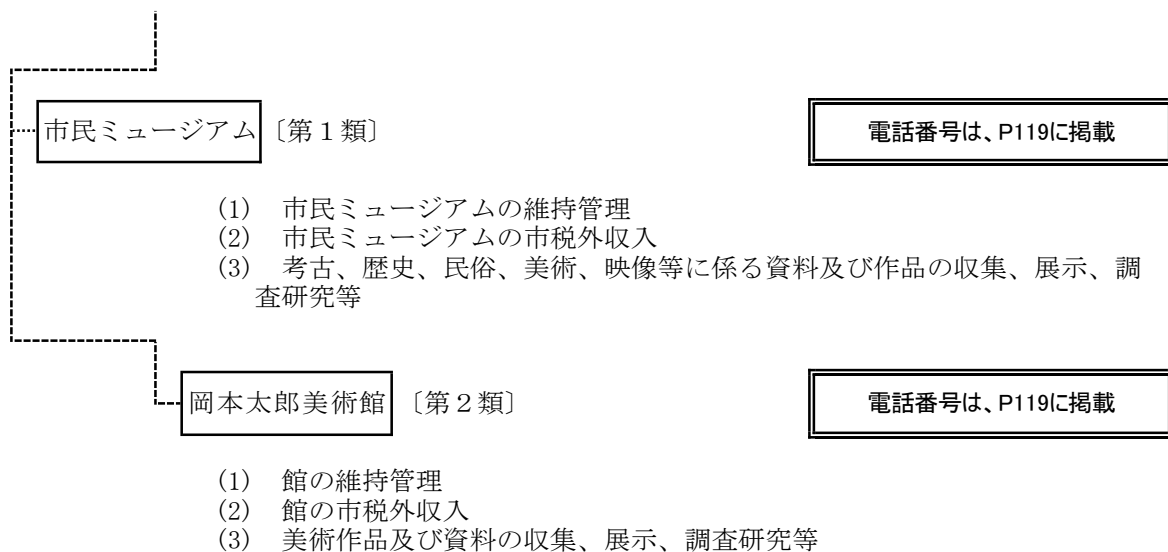 市民ミュージアム 〔第１類〕 電話番号は、P119に掲載
(1)　市民ミュージアムの維持管理
(2)　市民ミュージアムの市税外収入
(3)　考古、歴史、民俗、美術、映像等に係る資料及び作品の収集、展示、調
査研究等
岡本太郎美術館 〔第２類〕 電話番号は、P119に掲載
(1)　館の維持管理
(2)　館の市税外収入
(3)　美術作品及び資料の収集、展示、調査研究等